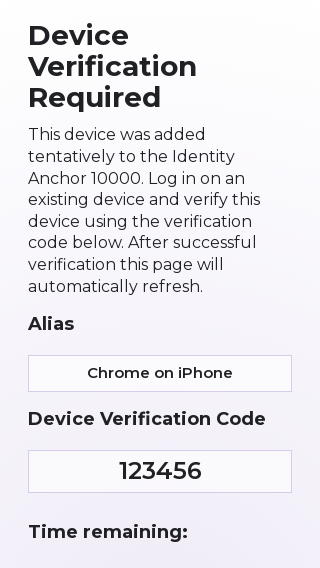 Device
Verification
Required
This device was added
tentatively to the Identity
Anchor 10000. Log in on an
existing device and verify this
device using the verification
code below. After successful
verification this page will
automatically refresh.
Alias
Chrome on iPhone
Device Verification Code
123456
Time remaining: